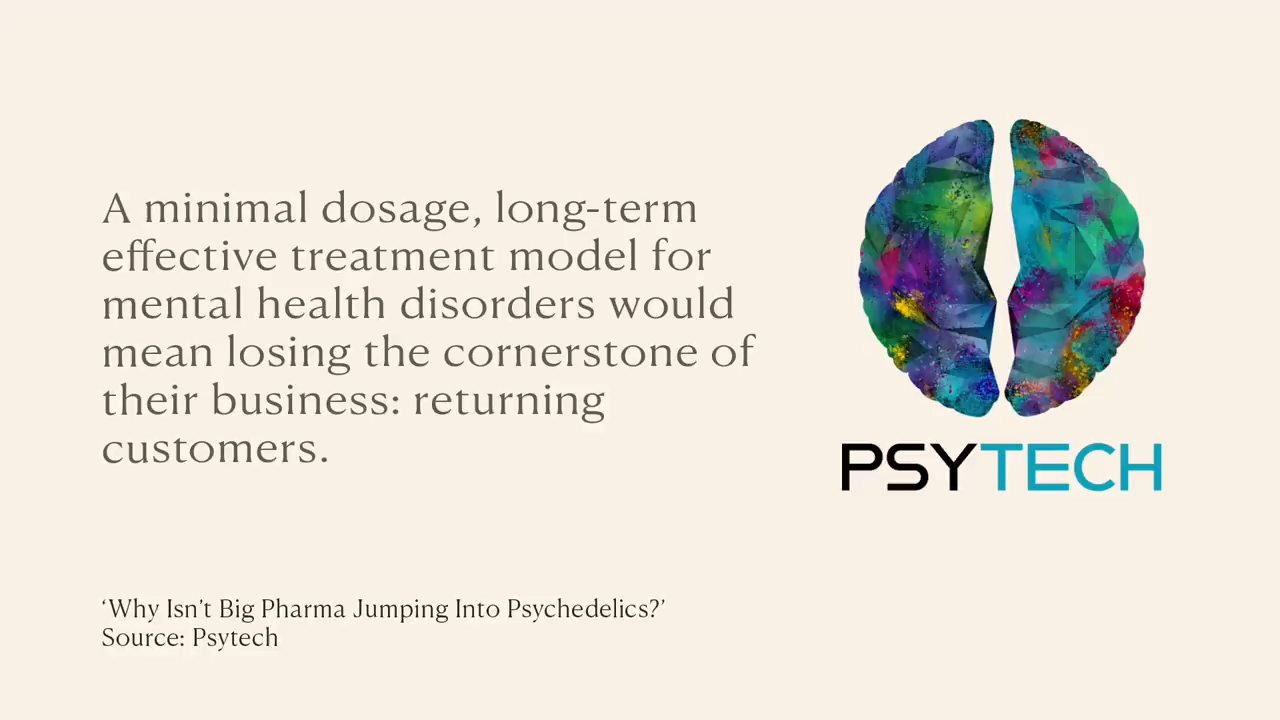 A minimal dosage, long-term
effective treatment model for
mental health disorders would
mean losing the cornerstone of
their business: returning
customers.
PSYTECH
‘Why Isn’t Big Pharma Jumping Into Psychedelics?’
Source: Psytech